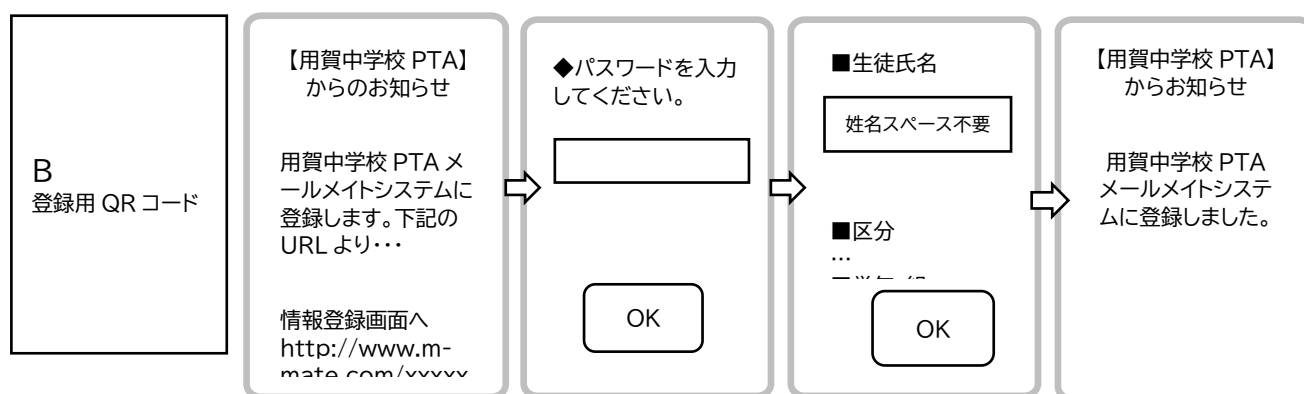 B
登録用 QR コード
【用賀中学校 PTA】
からのお知らせ
用賀中学校 PTA メ
ールメイトシステムに
登録します。下記の
URL より・・・
情報登録画面へ
http://www.m-
mate.com/xxxxx
◆パスワードを入力
してください。
OK
■生徒氏名
姓名スペース不要
■区分
…
OK
【用賀中学校 PTA】
からお知らせ
用賀中学校 PTA
メールメイトシステ
ムに登録しました。